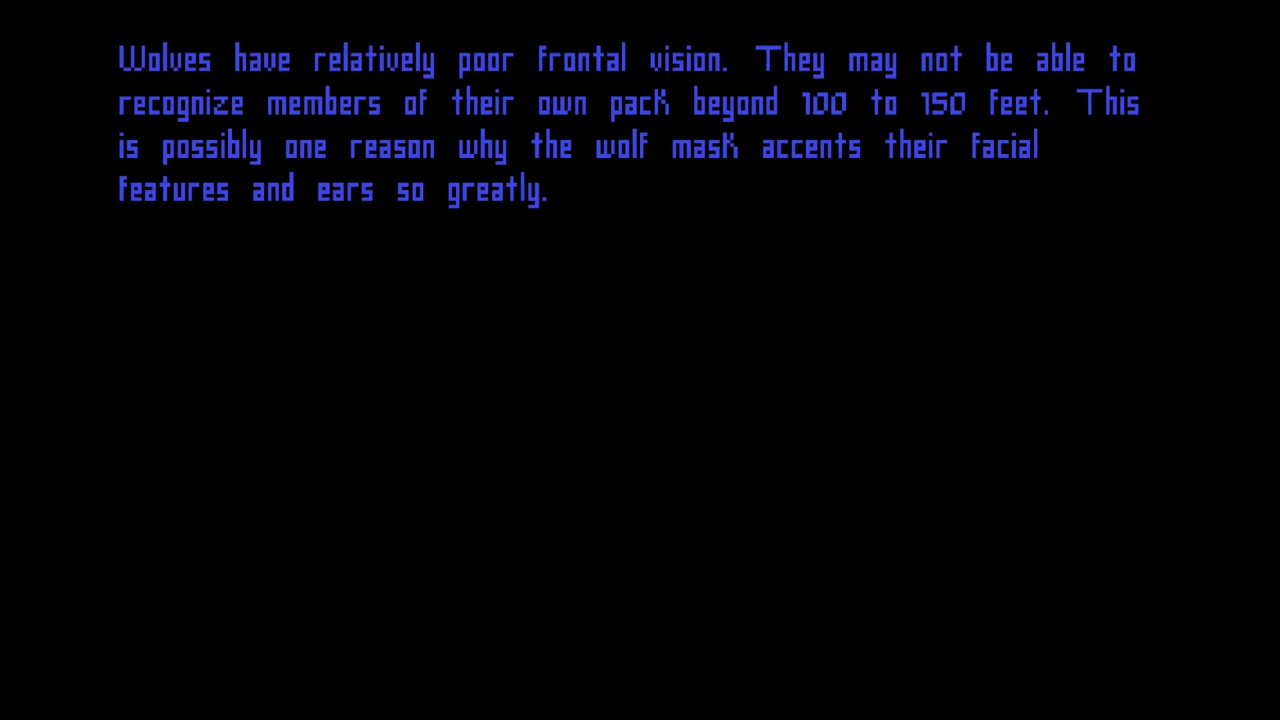 Wolves have relatively poor frontal vision. They may not be able to
recognize members of their own pack beyond 100 to 150 feet. This
is possibly one reason why the wolf mask accents their facial
features and ears so greatly.